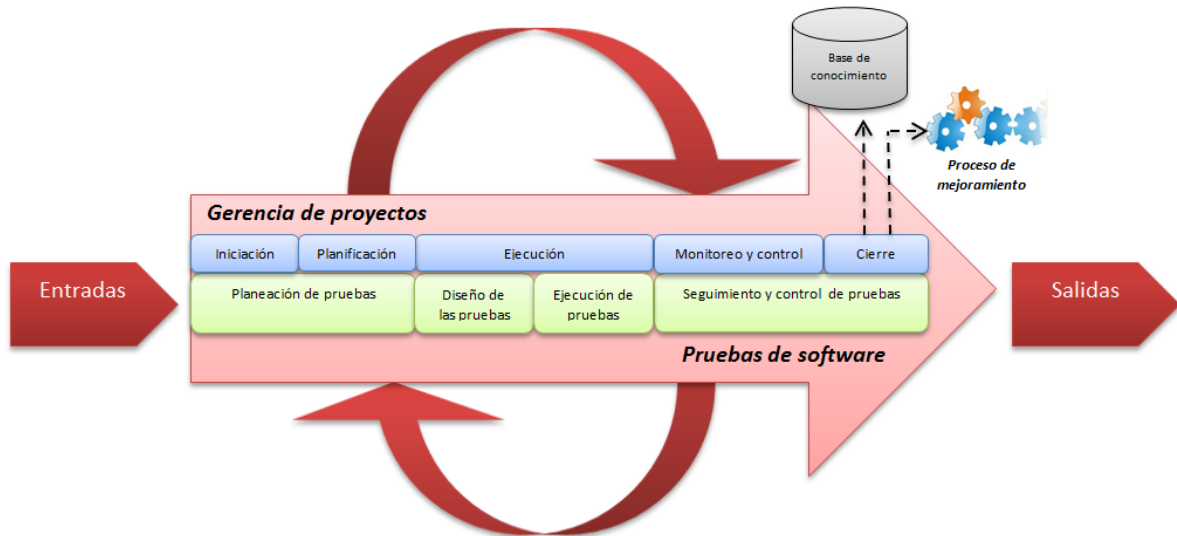 Base de
conocimiento
Proceso de
mejoramiento
Gerencia de proyectos
Iniciación
Planificación
Ejecución
Monitoreo y control
Cierre
Entradas
Planeación de pruebas
Diseño de
las pruebas
Ejecución de
pruebas
Seguimiento y control de pruebas
Salidas
Pruebas de software